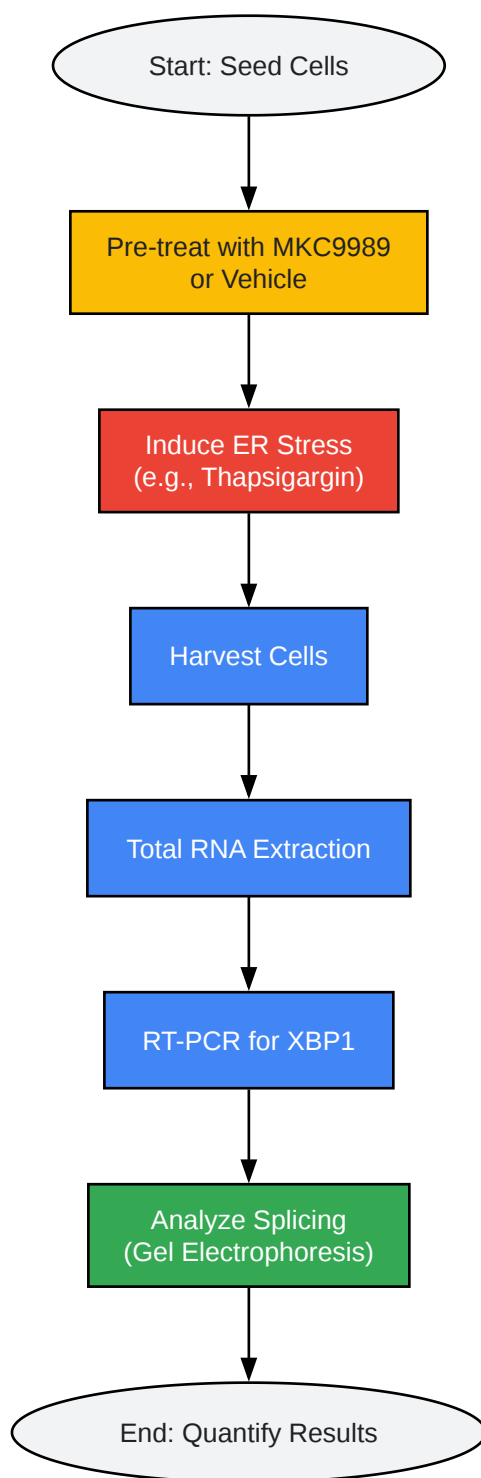 Start: Seed Cells
Pre-treat with MKC9989
or Vehicle
Induce ER Stress
(e.g., Thapsigargin)
Harvest Cells
Total RNA Extraction
RT-PCR for XBP1
Analyze Splicing
(Gel Electrophoresis)
End: Quantify Results